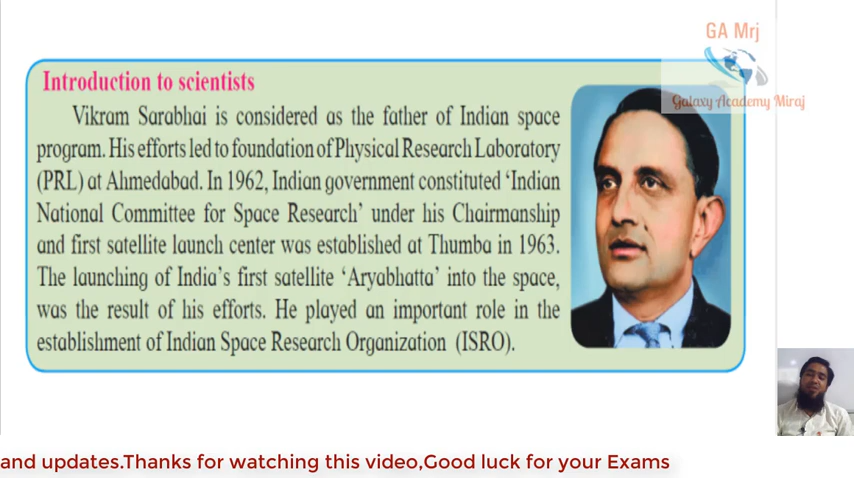 GA Mrj
Galaxy Academy Miraj
Introduction to scientists
Vikram Sarabhai is considered as the father of Indian space
program. His efforts led to foundation of Physical Research Laboratory
(PRL) at Ahmedabad. In 1962, Indian government constituted ‘Indian
National Committee for Space Research’ under his Chairmanship
and first satellite launch center was established at Thumba in 1963.
The launching of India’s first satellite ‘Aryabhatta’ into the space,
was the result of his efforts. He played an important role in the
establishment of Indian Space Research Organization (ISRO).
and updates.Thanks for watching this video,Good luck for your Exams